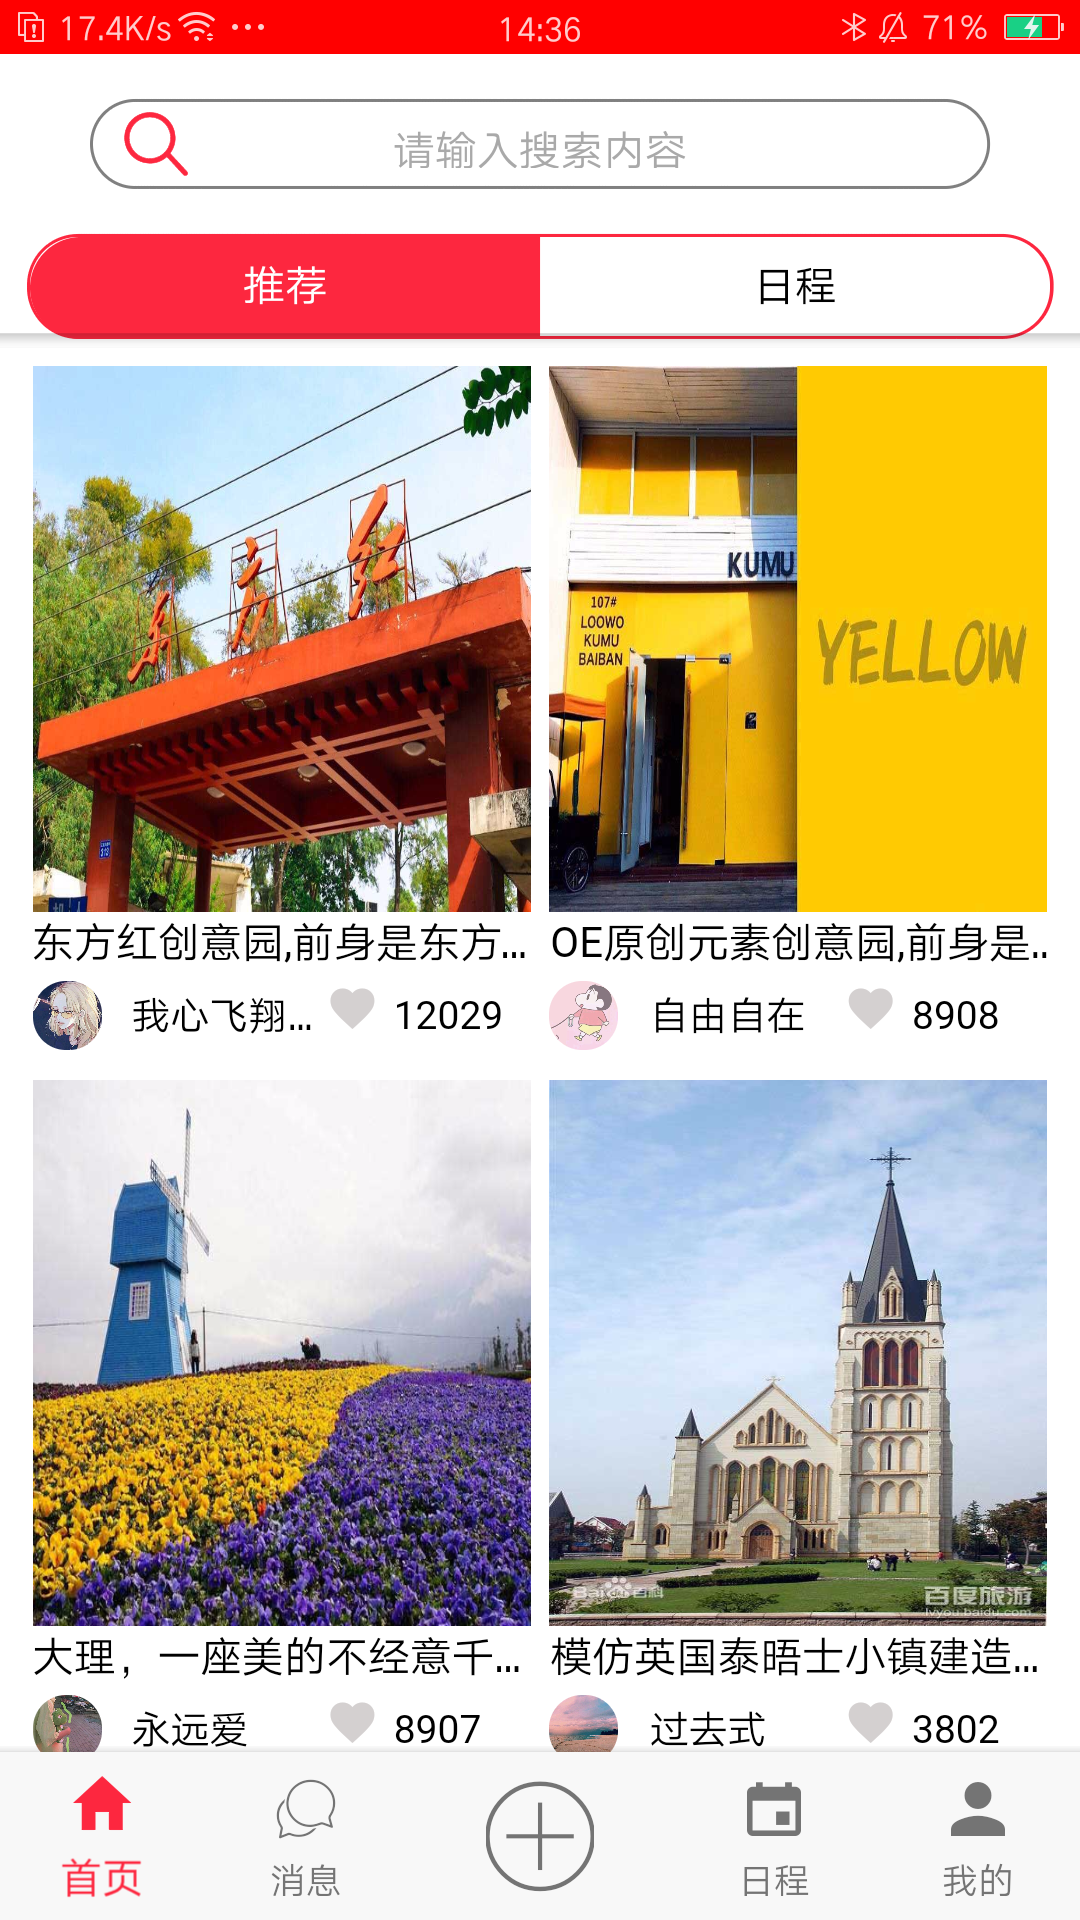 17.4K/s
14:36
71%
请输入搜索内容
推荐
日程
东方红
313
KUMU
107#
LOOWO
KUMU
BAIBAN
YELLOW
东方红创意园,前身是东方...
OE原创元素创意园,前身是..
我心飞翔...
12029
自由自在
8908
Baidu百科
百度旅游
lvyou.baidu.com
大理，一座美的不经意千...
模仿英国泰晤士小镇建造...
永远爱
8907
过去式
3802
首页
消息
日程
我的